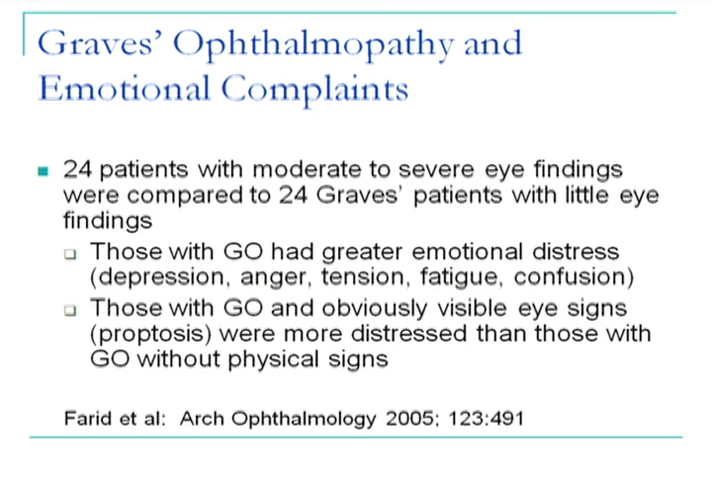 Graves' Ophthalmopathy and
Emotional Complaints
24 patients with moderate to severe eye findings
were compared to 24 Graves' patients with little eye
findings
Those with GO had greater emotional distress
(depression, anger, tension, fatigue, confusion)
Those with GO and obviously visible eye signs
(proptosis) were more distressed than those with
GO without physical signs
Farid et al: Arch Ophthalmology 2005; 123:491